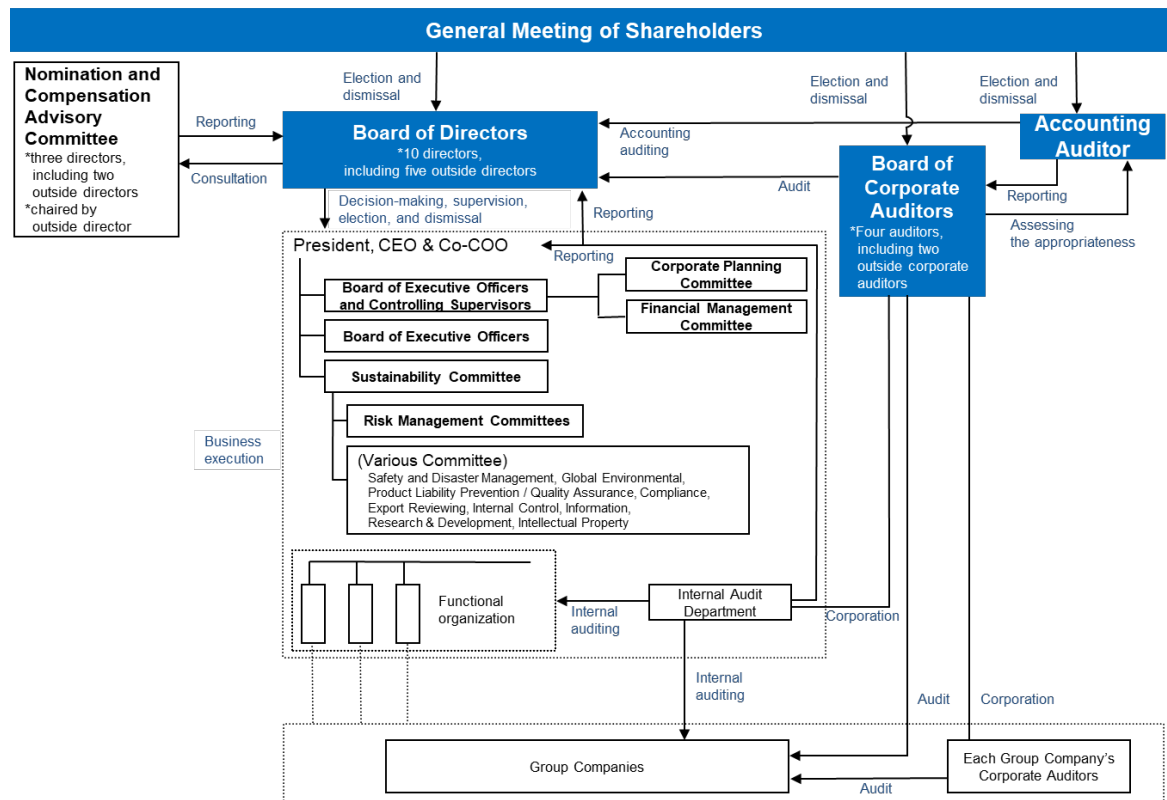 General Meeting of Shareholders
Nomination and
Compensation
Advisory
Committee
*three directors,
including two
outside directors
*chaired by
outside director
Reporting
Consultation
Election and
dismissal
Board of Directors
*10 directors,
including five outside directors
Election and
dismissal
Election and
dismissal
Accounting
auditing
Accounting
Auditor
Audit
Board of
Corporate
Auditors
*Four auditors,
including two
outside corporate
auditors
Reporting
Assessing
the appropriateness
Decision-making, supervision,
election, and dismissal
Reporting
President, CEO & Co-COO
Reporting
Board of Executive Officers
and Controlling Supervisors
Corporate Planning
Committee
Financial Management
Committee
Board of Executive Officers
Sustainability Committee
Risk Management Committees
Business
execution
(Various Committee)
Safety and Disaster Management, Global Environmental,
Product Liability Prevention / Quality Assurance, Compliance,
Export Reviewing, Internal Control, Information,
Research & Development, Intellectual Property
Functional
organization
Internal
auditing
Internal Audit
Department
Corporation
Internal
auditing
Audit
Corporation
Group Companies
Each Group Company's
Corporate Auditors
Audit